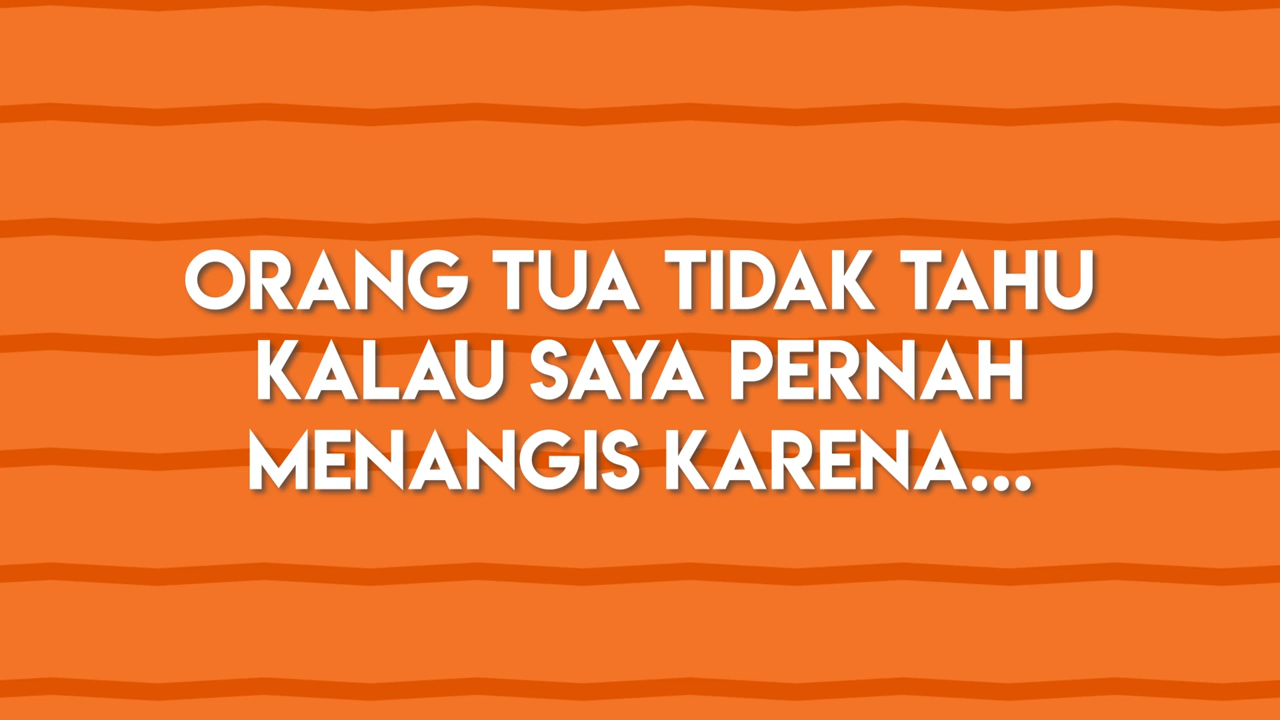 ORANG TUA TIDAK TAHU
KALAU SAYA PERNAH
MENANGIS KARENA...